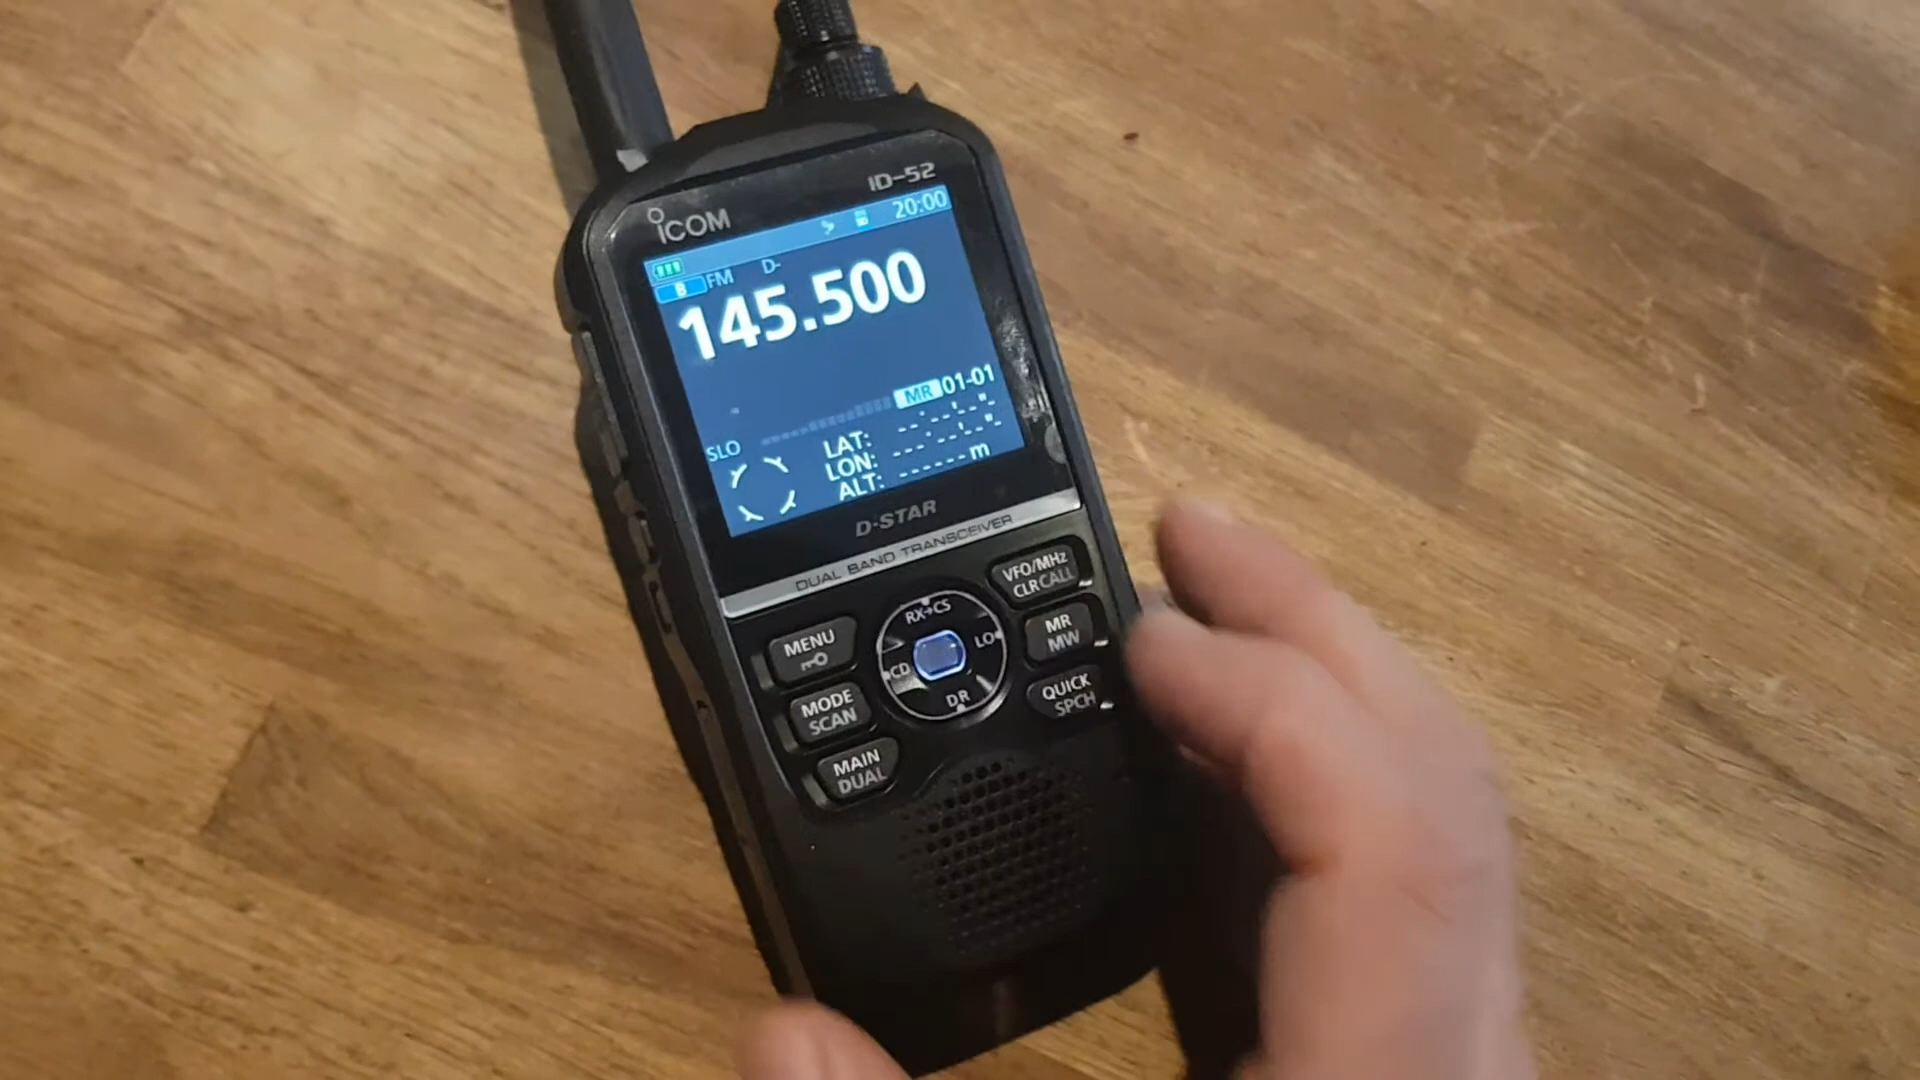 ID-52
ICOM
20:00
B FM D-
145.500
MR 01-01
SLO
LAT: --.--.--"
LON: ---.--.--"
ALT: ------m
D-STAR
DUAL BAND TRANSCEIVER
VFO/MHz
CLR CALL
MENU
RX→CS
MR
MW
LO
CD
MODE
SCAN
DR
QUICK
SPCH
MAIN
DUAL